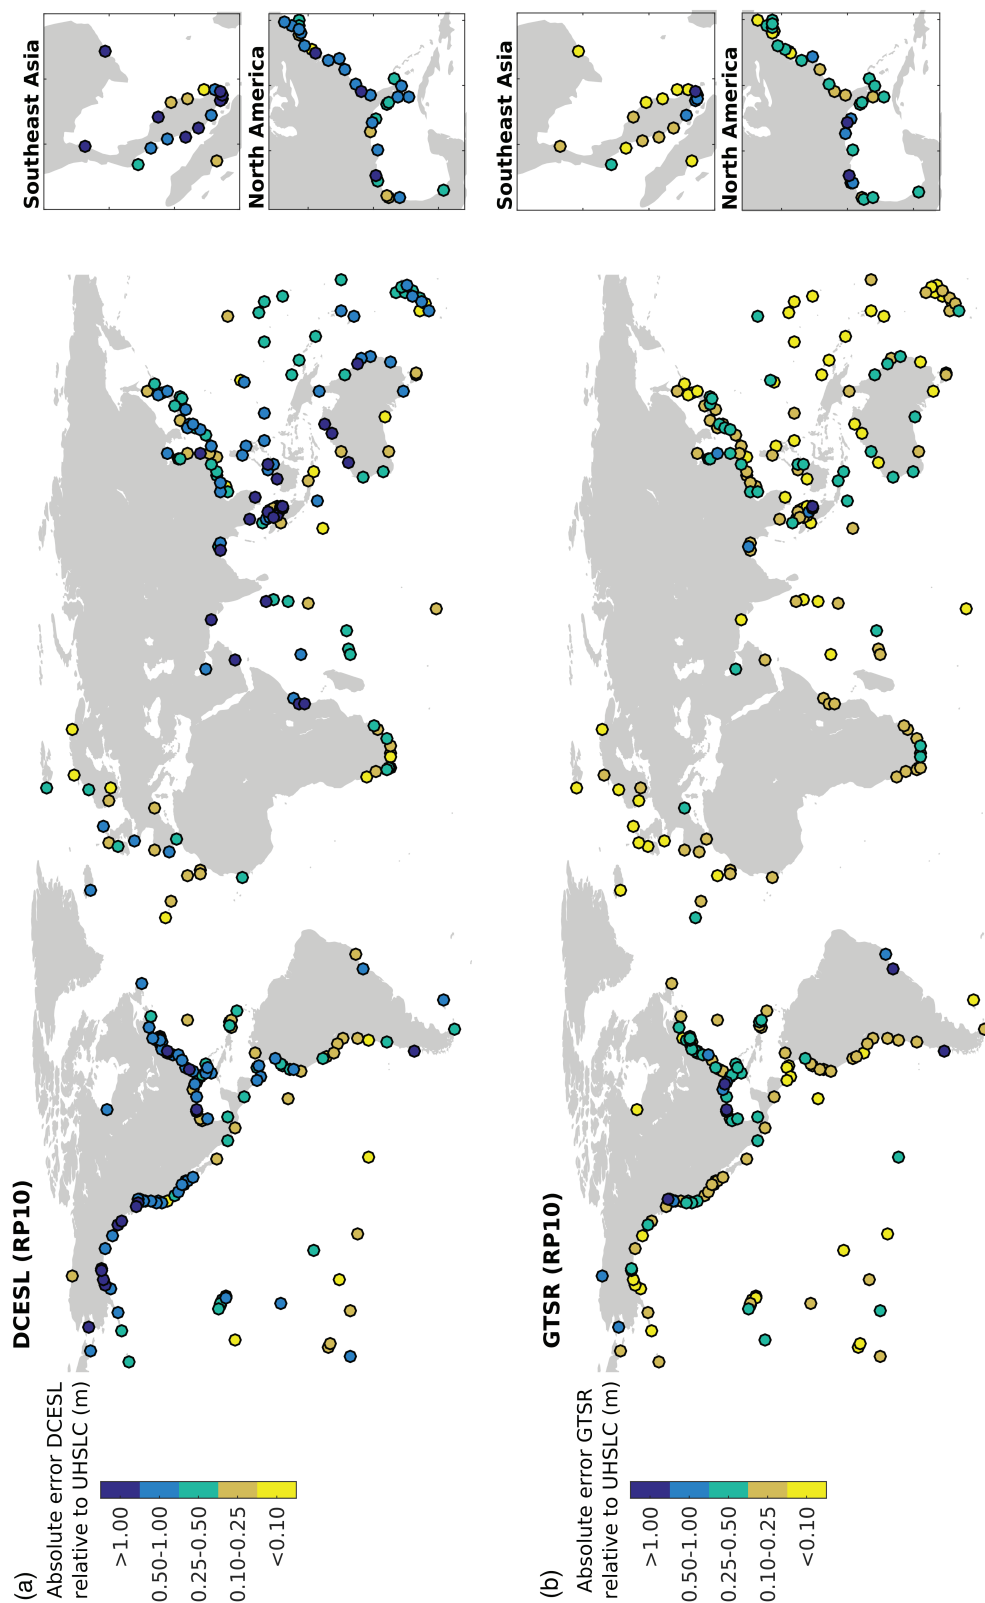 (a)
DCESL (RP10)
Southeast Asia
North America
Absolute error DCESL
relative to UHSLC (m)
>1.00
0.50-1.00
0.25-0.50
0.10-0.25
<0.10
(b)
GTSR (RP10)
Southeast Asia
North America
Absolute error GTSR
relative to UHSLC (m)
>1.00
0.50-1.00
0.25-0.50
0.10-0.25
<0.10